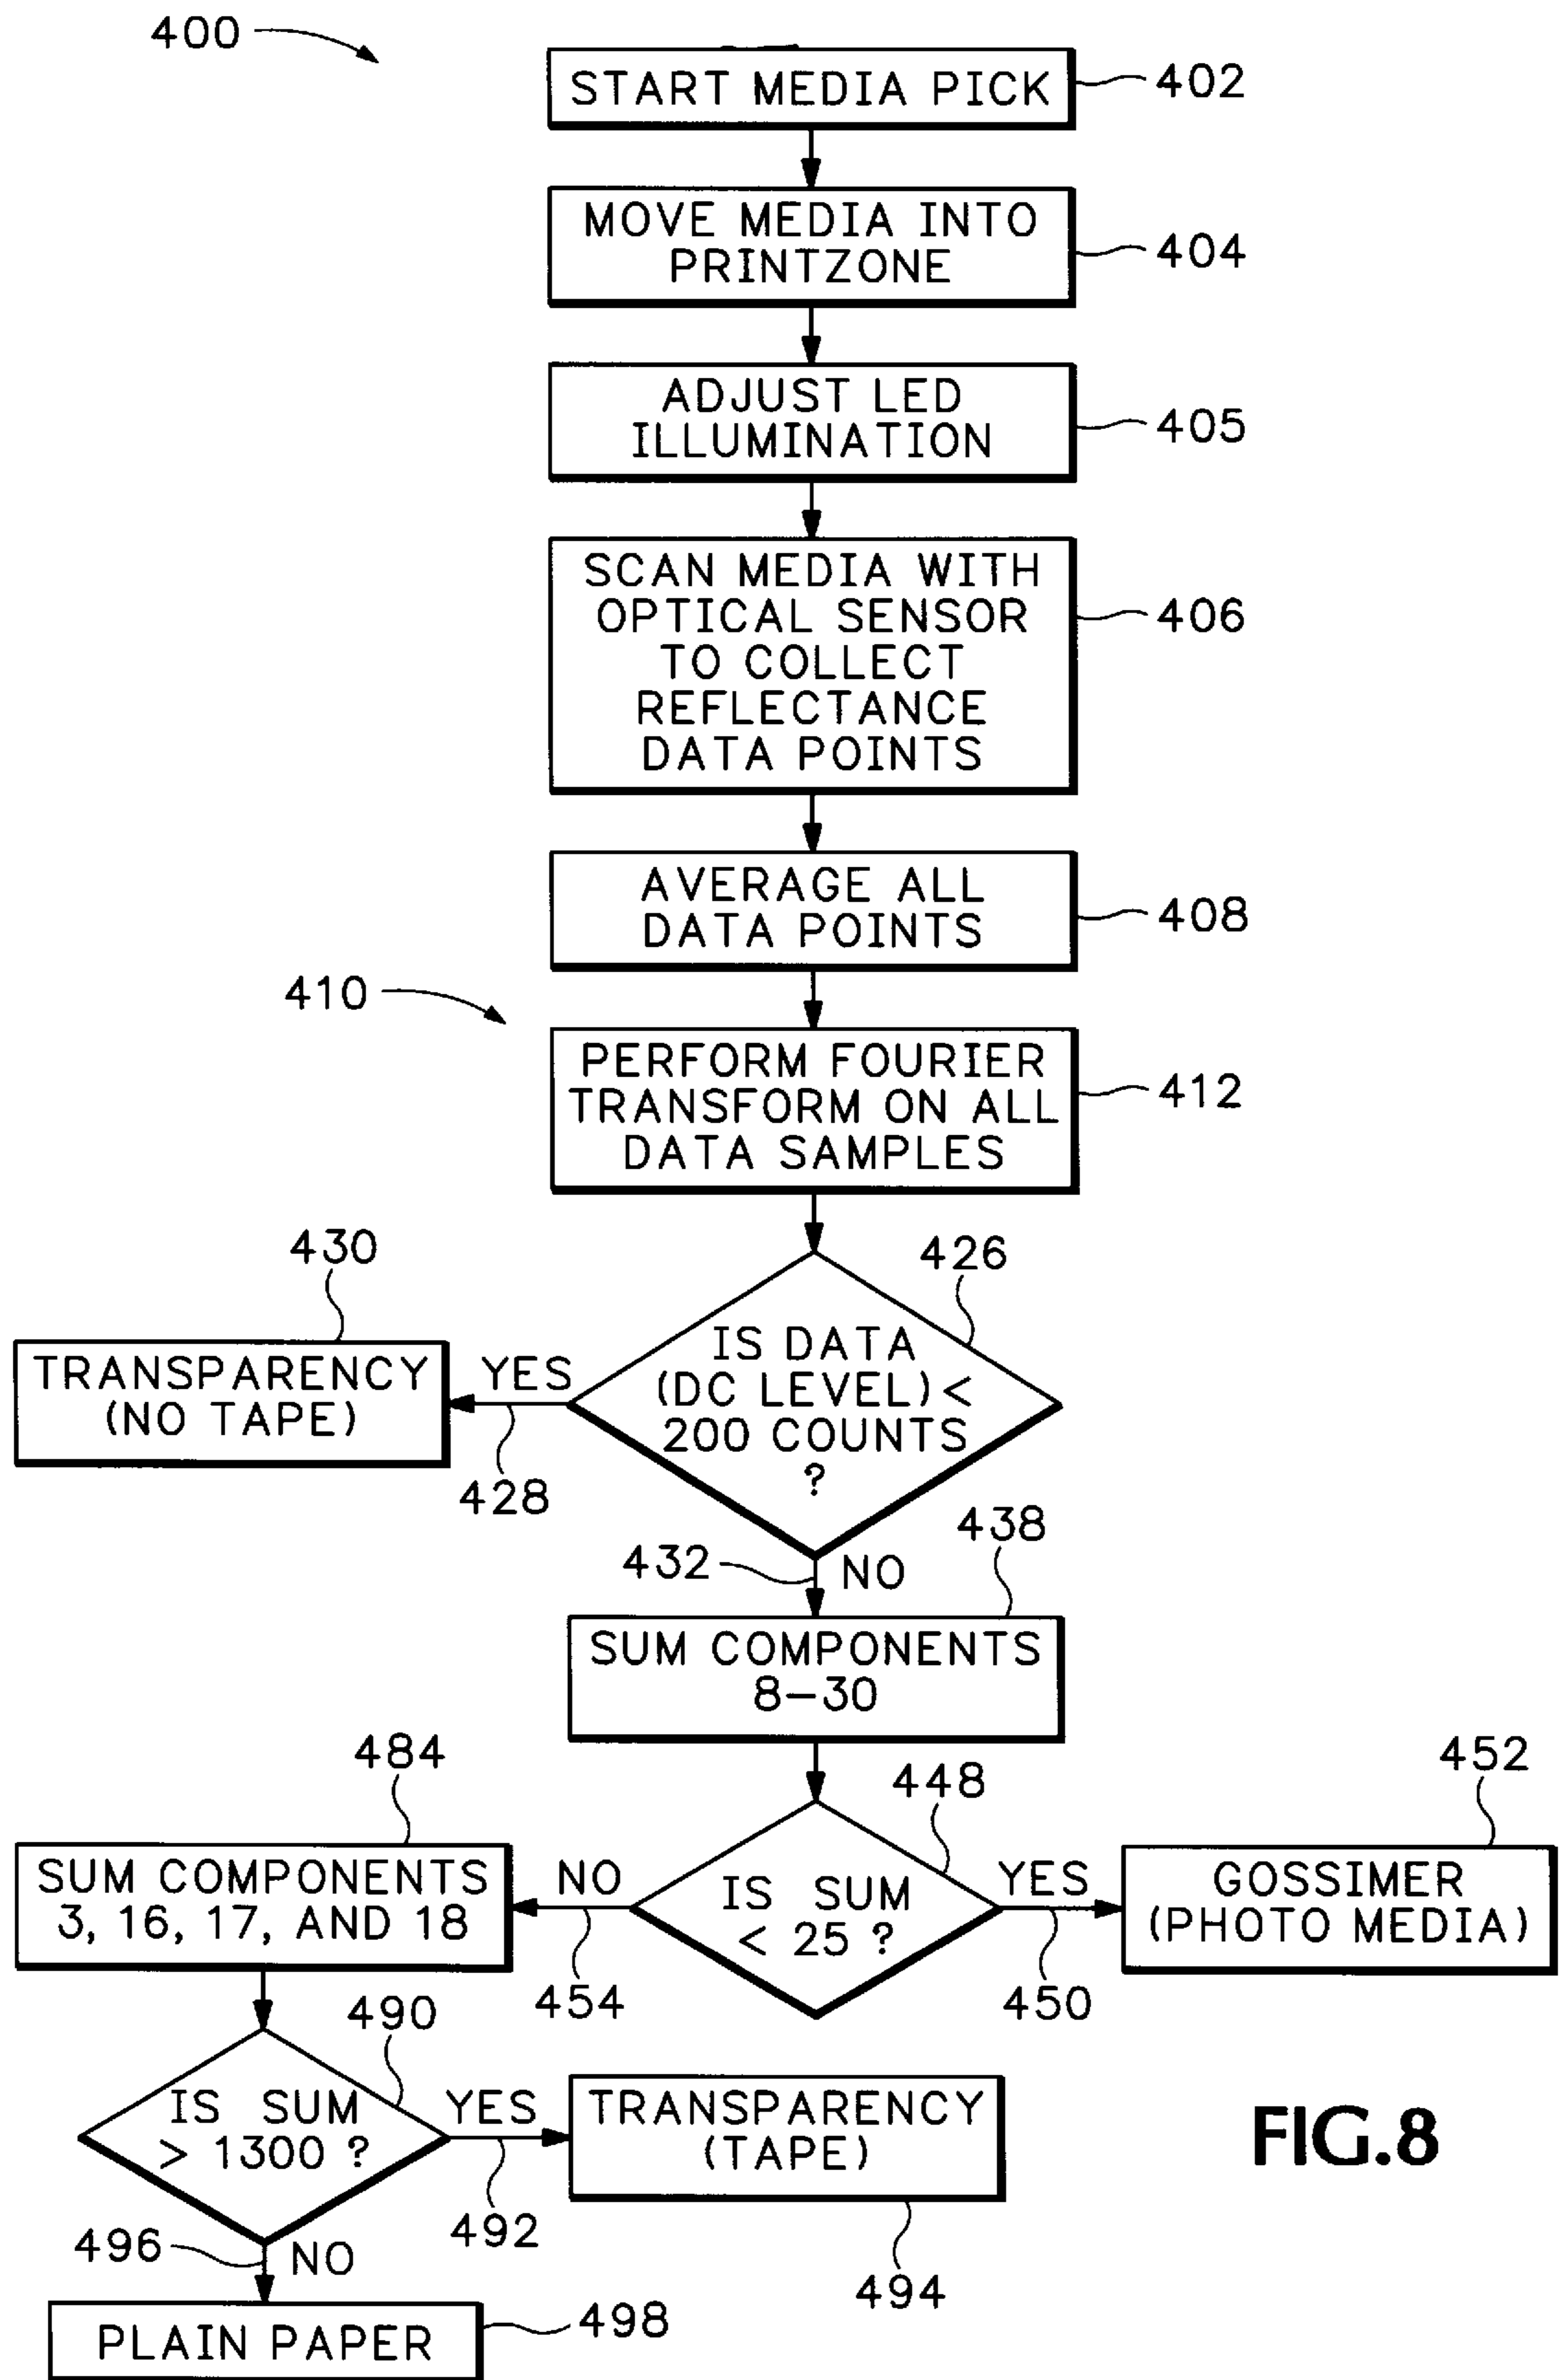 400
START MEDIA PICK
402
MOVE MEDIA INTO
PRINTZONE
404
ADJUST LED
ILLUMINATION
405
SCAN MEDIA WITH
OPTICAL SENSOR
TO COLLECT
REFLECTANCE
DATA POINTS
406
AVERAGE ALL
DATA POINTS
408
410
PERFORM FOURIER
TRANSFORM ON ALL
DATA SAMPLES
412
430
426
TRANSPARENCY
(NO TAPE)
YES
428
IS DATA
(DC LEVEL) <
200 COUNTS
?
432
NO
438
SUM COMPONENTS
8-30
484
448
452
SUM COMPONENTS
3, 16, 17, AND 18
NO
454
IS SUM
< 25 ?
YES
450
GOSSIMER
(PHOTO MEDIA)
490
IS SUM
> 1300 ?
YES
492
TRANSPARENCY
(TAPE)
494
496
NO
PLAIN PAPER
498
FIG.8